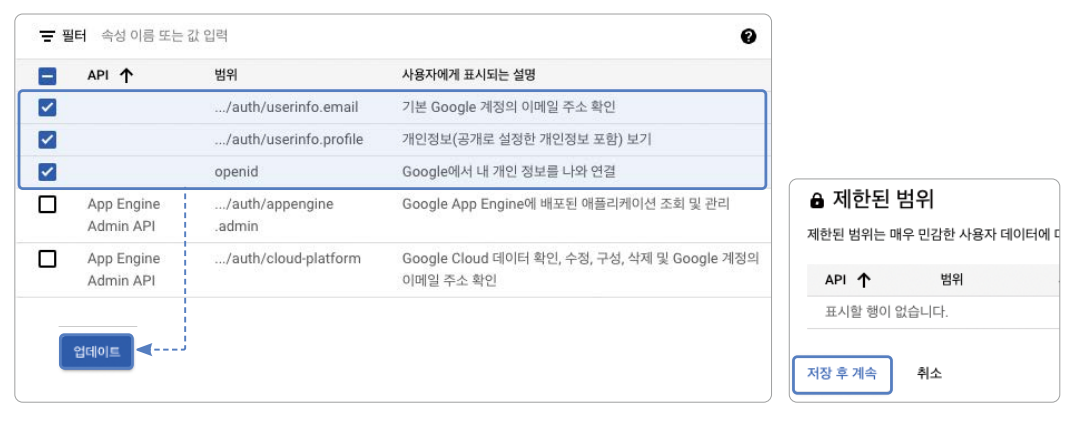 필터 속성 이름 또는 값 입력
API 범위 사용자에게 표시되는 설명
.../auth/userinfo.email 기본 Google 계정의 이메일 주소 확인
.../auth/userinfo.profile 개인정보(공개로 설정한 개인정보 포함) 보기
openid Google에서 내 개인 정보를 나와 연결
App Engine .../auth/appengine Google App Engine에 배포된 애플리케이션 조회 및 관리
Admin API .admin
App Engine .../auth/cloud-platform Google Cloud 데이터 확인, 수정, 구성, 삭제 및 Google 계정의
Admin API 이메일 주소 확인
업데이트
제한된 범위
제한된 범위는 매우 민감한 사용자 데이터에
API 범위
표시할 행이 없습니다.
저장 후 계속 취소